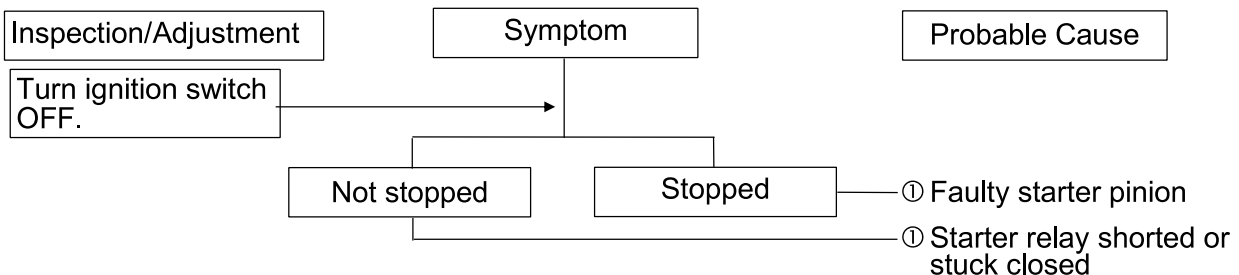 Inspection/Adjustment
Symptom
Probable Cause
Turn ignition switch
OFF.
Not stopped
Stopped
① Faulty starter pinion
① Starter relay shorted or
stuck closed